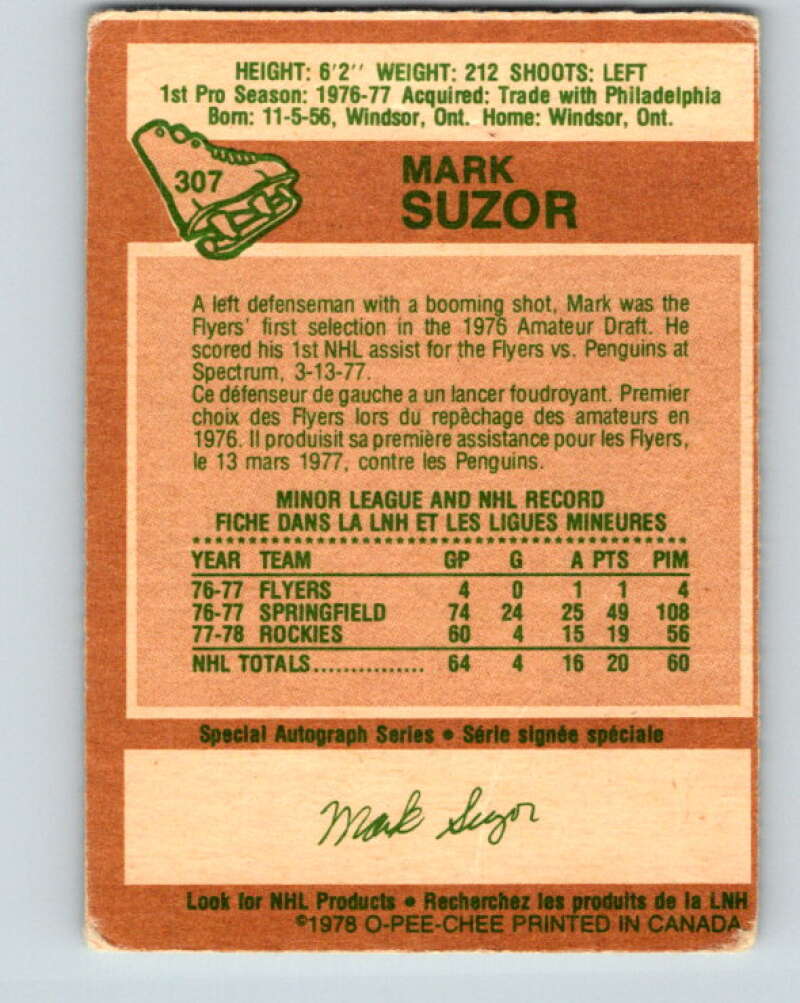 HEIGHT: 6'2'' WEIGHT: 212 SHOOTS: LEFT
1st Pro Season: 1976-77 Acquired: Trade with Philadelphia
Born: 11-5-56, Windsor, Ont. Home: Windsor, Ont.
307
MARK
SUZOR
A left defenseman with a booming shot, Mark was the
Flyers' first selection in the 1976 Amateur Draft. He
scored his 1st NHL assist for the Flyers vs. Penguins at
Spectrum, 3-13-77.
Ce défenseur de gauche a un lancer foudroyant. Premier
choix des Flyers lors du repèchage des amateurs en
1976. Il produisit sa première assistance pour les Flyers,
le 13 mars 1977, contre les Penguins.
MINOR LEAGUE AND NHL RECORD
FICHE DANS LA LNH ET LES LIGUES MINEURES
YEAR TEAM GP G A PTS PIM
76-77 FLYERS 4 0 1 1 4
76-77 SPRINGFIELD 74 24 25 49 108
77-78 ROCKIES 60 4 15 19 56
NHL TOTALS............... 64 4 16 20 60
Special Autograph Series • Série signée spéciale
Mark Suzor
Look for NHL Products • Recherchez les produits de la LNH
©1978 O-PEE-CHEE PRINTED IN CANADA